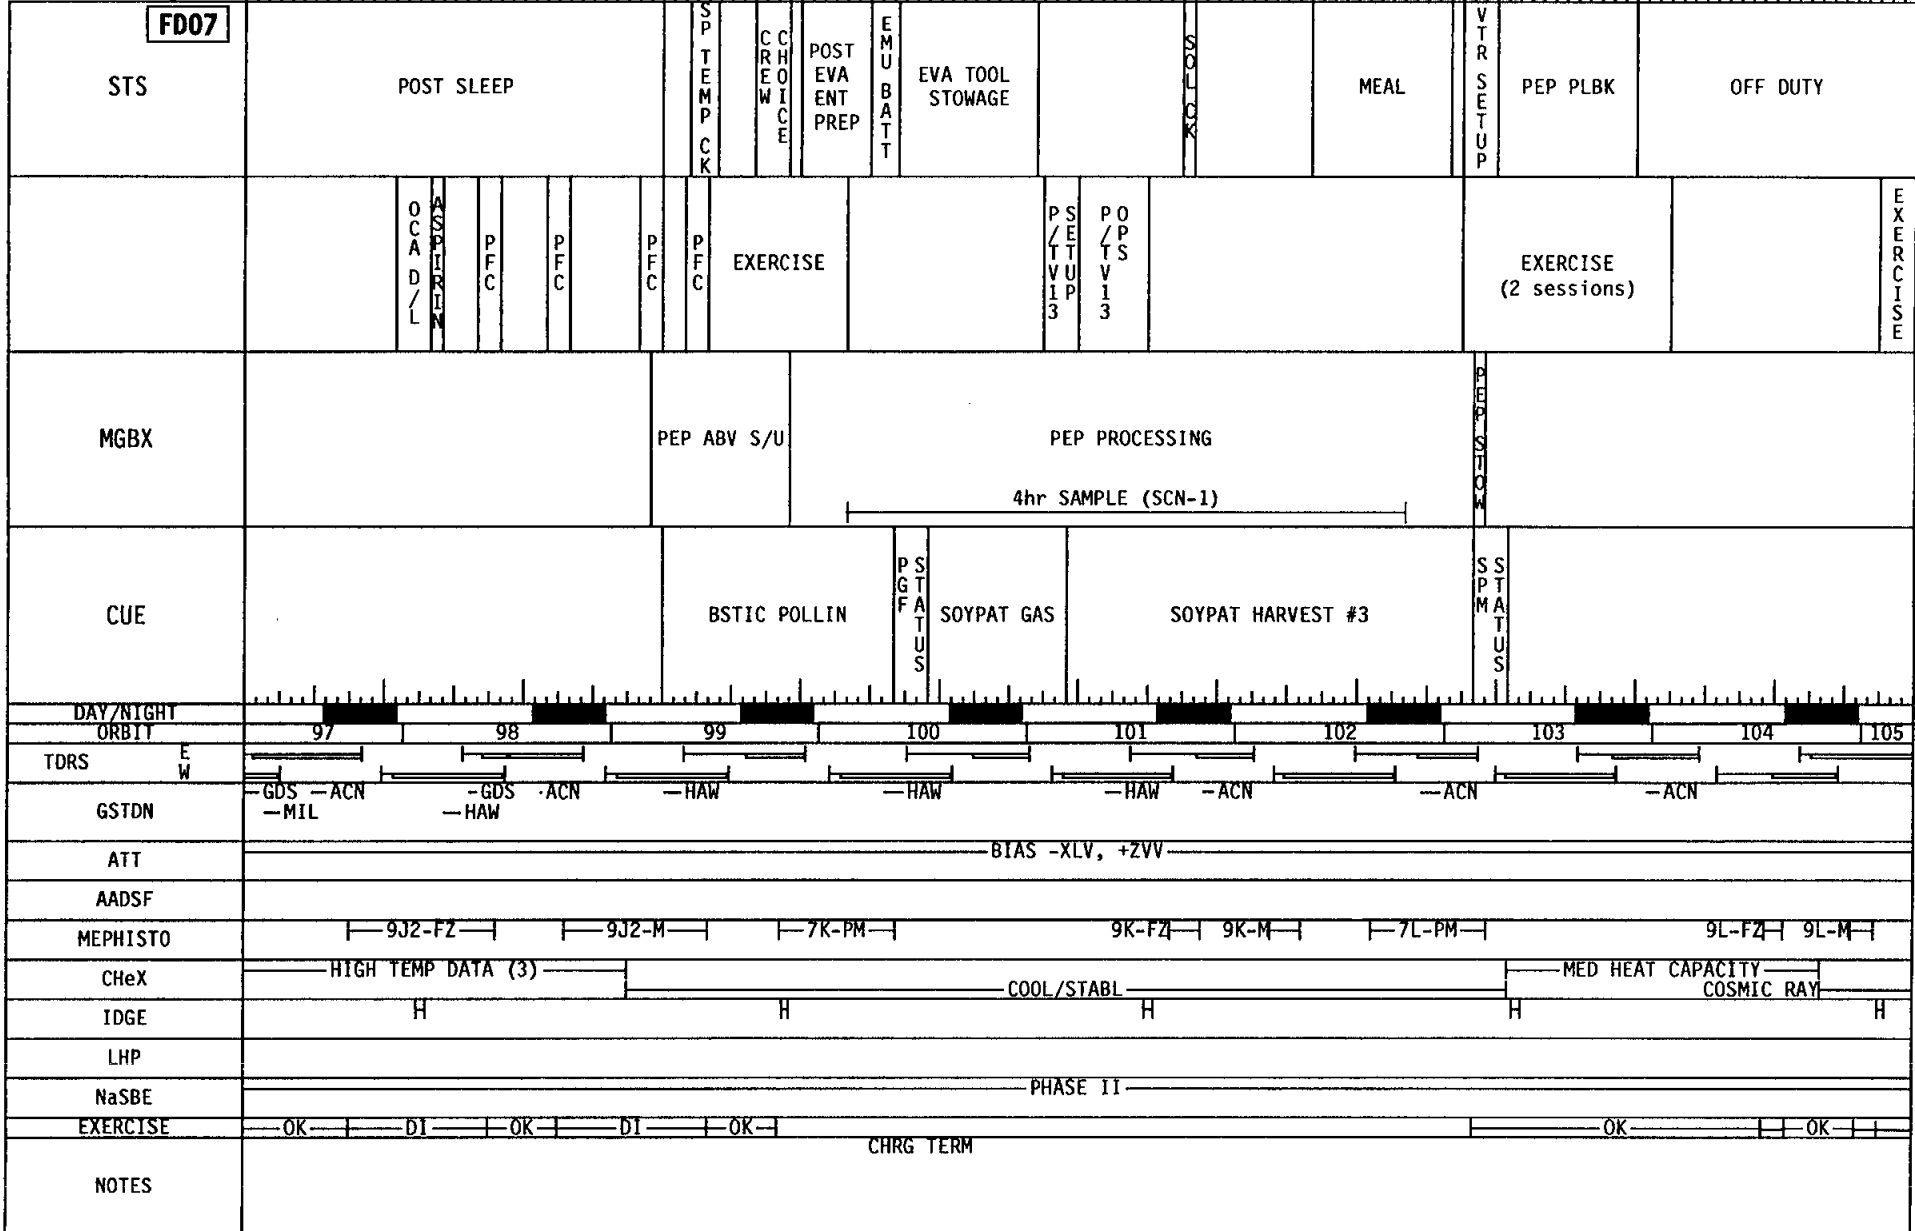 FD07
STS
POST SLEEP
SP TEMP CK
CREW CHOICE
POST
EVA
ENT
PREP
EMU BATT
EVA TOOL
STOWAGE
SOL CK
MEAL
VTR SETUP
PEP PLBK
OFF DUTY
OCA D/L
ASPIRIN
PFC
PFC
PFC
PFC
EXERCISE
P/TV13 SETUP
P/TV13 OPS
EXERCISE
(2 sessions)
EXERCISE
MGBX
PEP ABV S/U
PEP PROCESSING
4hr SAMPLE (SCN-1)
PEP STOW
CUE
BSTIC POLLIN
PGF STATUS
SOYPAT GAS
SOYPAT HARVEST #3
SPM STATUS
DAY/NIGHT
ORBIT 97 98 99 100 101 102 103 104 105
TDRS E
W
GSTDN
GDS ACN GDS ACN HAW HAW HAW ACN ACN ACN
MIL HAW
ATT BIAS -XLV, +ZVV
AADSF
MEPHISTO 9J2-FZ 9J2-M 7K-PM 9K-FZ 9K-M 7L-PM 9L-FZ 9L-M
CHeX HIGH TEMP DATA (3) MED HEAT CAPACITY
COOL/STABL COSMIC RAY
IDGE H H H H H
LHP
NaSBE PHASE II
EXERCISE OK DI OK DI OK OK OK
CHRG TERM
NOTES